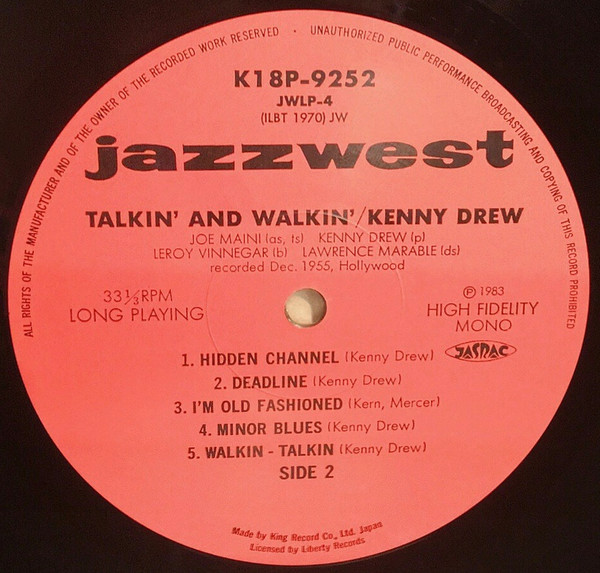 ALL RIGHTS OF THE MANUFACTURER AND OF THE OWNER OF THE RECORDED WORK RESERVED · UNAUTHORIZED PUBLIC PERFORMANCE BROADCASTING AND COPYING OF THIS RECORD PROHIBITED
K18P-9252
JWLP-4
(ILBT 1970) JW
jazzwest
TALKIN' AND WALKIN'/KENNY DREW
JOE MAINI (as, ts) KENNY DREW (p)
LEROY VINNEGAR (b) LAWRENCE MARABLE (ds)
recorded Dec. 1955, Hollywood
33⅓RPM
LONG PLAYING
℗ 1983
HIGH FIDELITY
MONO
JASRAC
1. HIDDEN CHANNEL (Kenny Drew)
2. DEADLINE (Kenny Drew)
3. I'M OLD FASHIONED (Kern, Mercer)
4. MINOR BLUES (Kenny Drew)
5. WALKIN - TALKIN (Kenny Drew)
SIDE 2
Made by King Record Co., Ltd. Japan
Licensed by Liberty Records